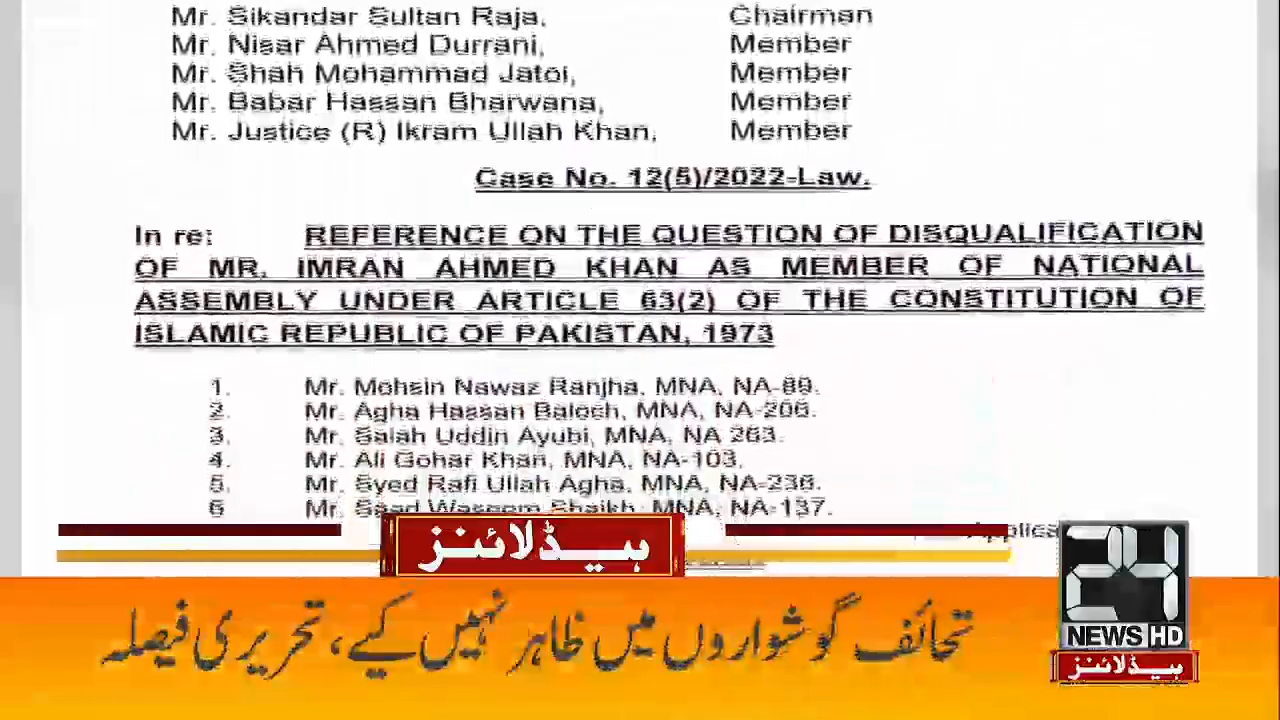 Mr. Sikandar Sultan Raja, Chairman
Mr. Nisar Ahmed Durrani, Member
Mr. Shah Mohammad Jatoi, Member
Mr. Babar Hassan Bharwana, Member
Mr. Justice (R) Ikram Ullah Khan, Member
Case No. 12(5)/2022-Law.
In re: REFERENCE ON THE QUESTION OF DISQUALIFICATION
OF MR. IMRAN AHMED KHAN AS MEMBER OF NATIONAL
ASSEMBLY UNDER ARTICLE 63(2) OF THE CONSTITUTION OF
ISLAMIC REPUBLIC OF PAKISTAN, 1973
1. Mr. Mohsin Nawaz Ranjha, MNA, NA-89.
2. Mr. Agha Hassan Baloch, MNA, NA-266.
3. Mr. Salah Uddin Ayubi, MNA, NA 263.
4. Mr. Ali Gohar Khan, MNA, NA-103.
5. Mr. Syed Rafi Ullah Agha, MNA, NA-238.
6 Mr. Saad Waseem Shaikh, MNA, NA-137.
ہیڈلائنز
تحائف گوشواروں میں ظاہر نہیں کیے، تحریری فیصلہ
24
NEWS HD
ہیڈلائنز